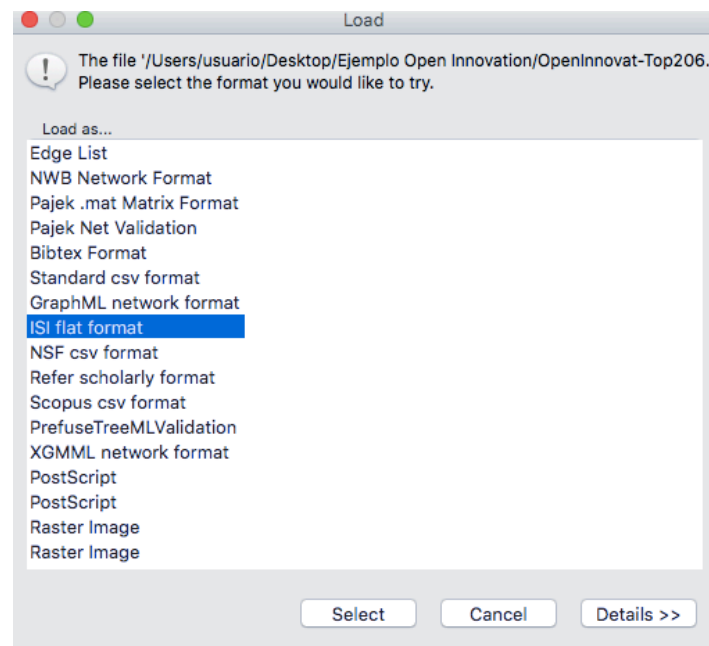 Load
!
The file '/Users/usuario/Desktop/Ejemplo Open Innovation/OpenInnovat-Top206.
Please select the format you would like to try.
Load as...
Edge List
NWB Network Format
Pajek .mat Matrix Format
Pajek Net Validation
Bibtex Format
Standard csv format
GraphML network format
ISI flat format
NSF csv format
Refer scholarly format
Scopus csv format
PrefuseTreeMLValidation
XGMML network format
PostScript
PostScript
Raster Image
Raster Image
Select Cancel Details >>